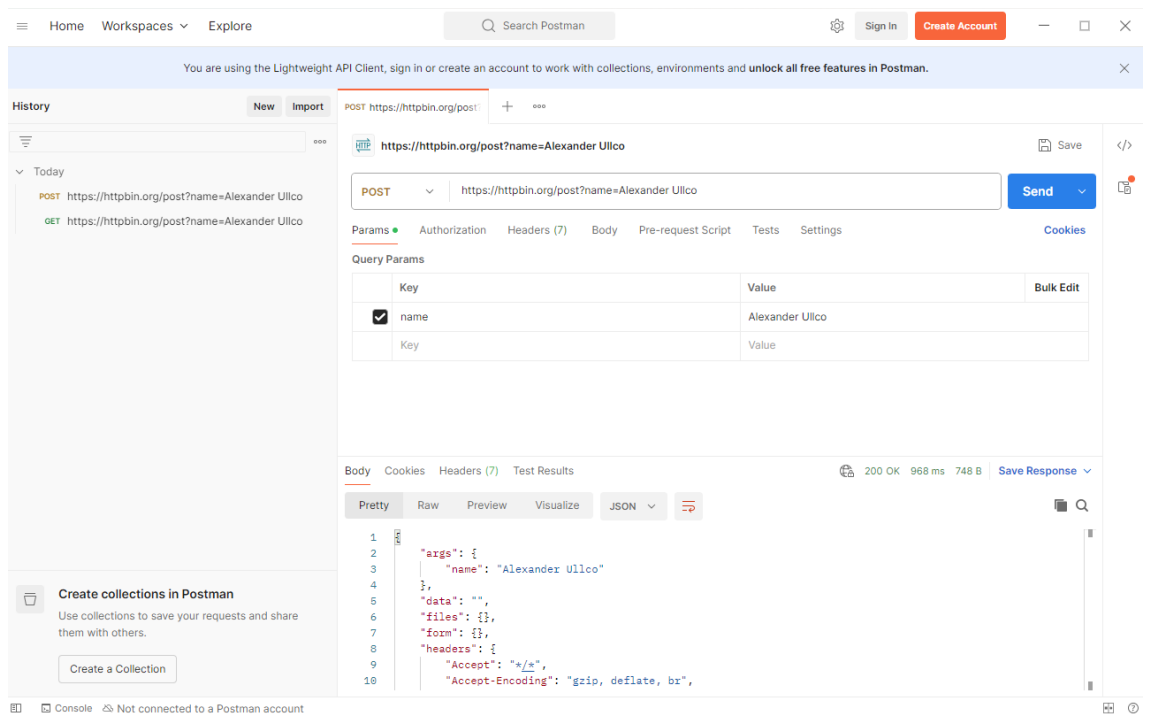 Home Workspaces Explore Search Postman Sign In Create Account
You are using the Lightweight API Client, sign in or create an account to work with collections, environments and unlock all free features in Postman.
History New Import
Today
POST https://httpbin.org/post?name=Alexander Ullco
GET https://httpbin.org/post?name=Alexander Ullco
Create collections in Postman
Use collections to save your requests and share
them with others.
Create a Collection
POST https://httpbin.org/post
HTTP https://httpbin.org/post?name=Alexander Ullco Save
POST https://httpbin.org/post?name=Alexander Ullco Send
Params Authorization Headers (7) Body Pre-request Script Tests Settings Cookies
Query Params
Key Value Bulk Edit
name Alexander Ullco
Key Value
Body Cookies Headers (7) Test Results 200 OK 968 ms 748 B Save Response
Pretty Raw Preview Visualize JSON
1 {
2 "args": {
3 "name": "Alexander Ullco"
4 },
5 "data": "",
6 "files": {},
7 "form": {},
8 "headers": {
9 "Accept": "*/*",
10 "Accept-Encoding": "gzip, deflate, br",
Console Not connected to a Postman account